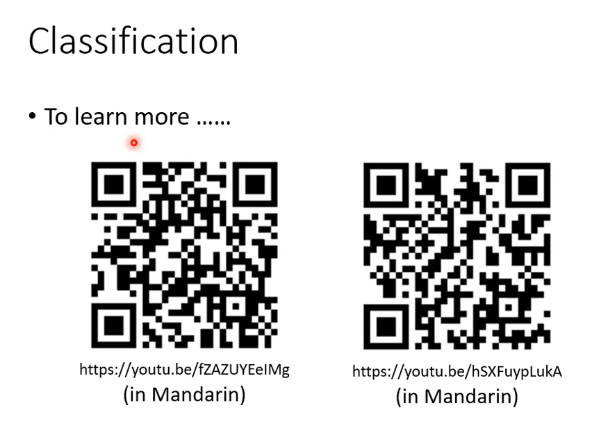 Classification
• To learn more ......
https://youtu.be/fZAZUYEeIMg
(in Mandarin)
https://youtu.be/hSXFuypLukA
(in Mandarin)